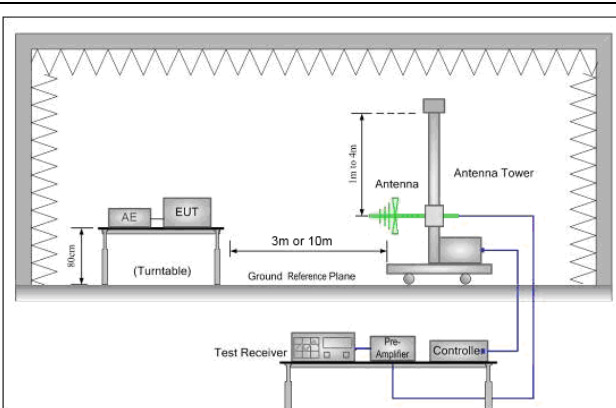 1m to 4m
Antenna
Antenna Tower
AE
EUT
3m or 10m
80cm
(Turntable)
Ground Reference Plane
Test Receiver
Pre-
Amplifier
Controlle